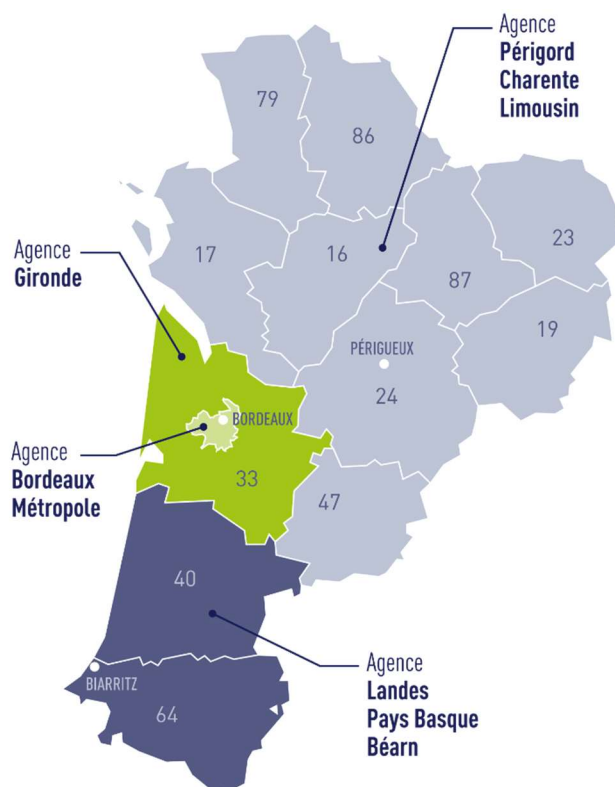 Agence
Périgord
Charente
Limousin
79
86
23
17
16
87
Agence
Gironde
19
PÉRIGUEUX
24
BORDEAUX
Agence
Bordeaux
Métropole
33
47
40
Agence
Landes
Pays Basque
Béarn
BIARRITZ
64